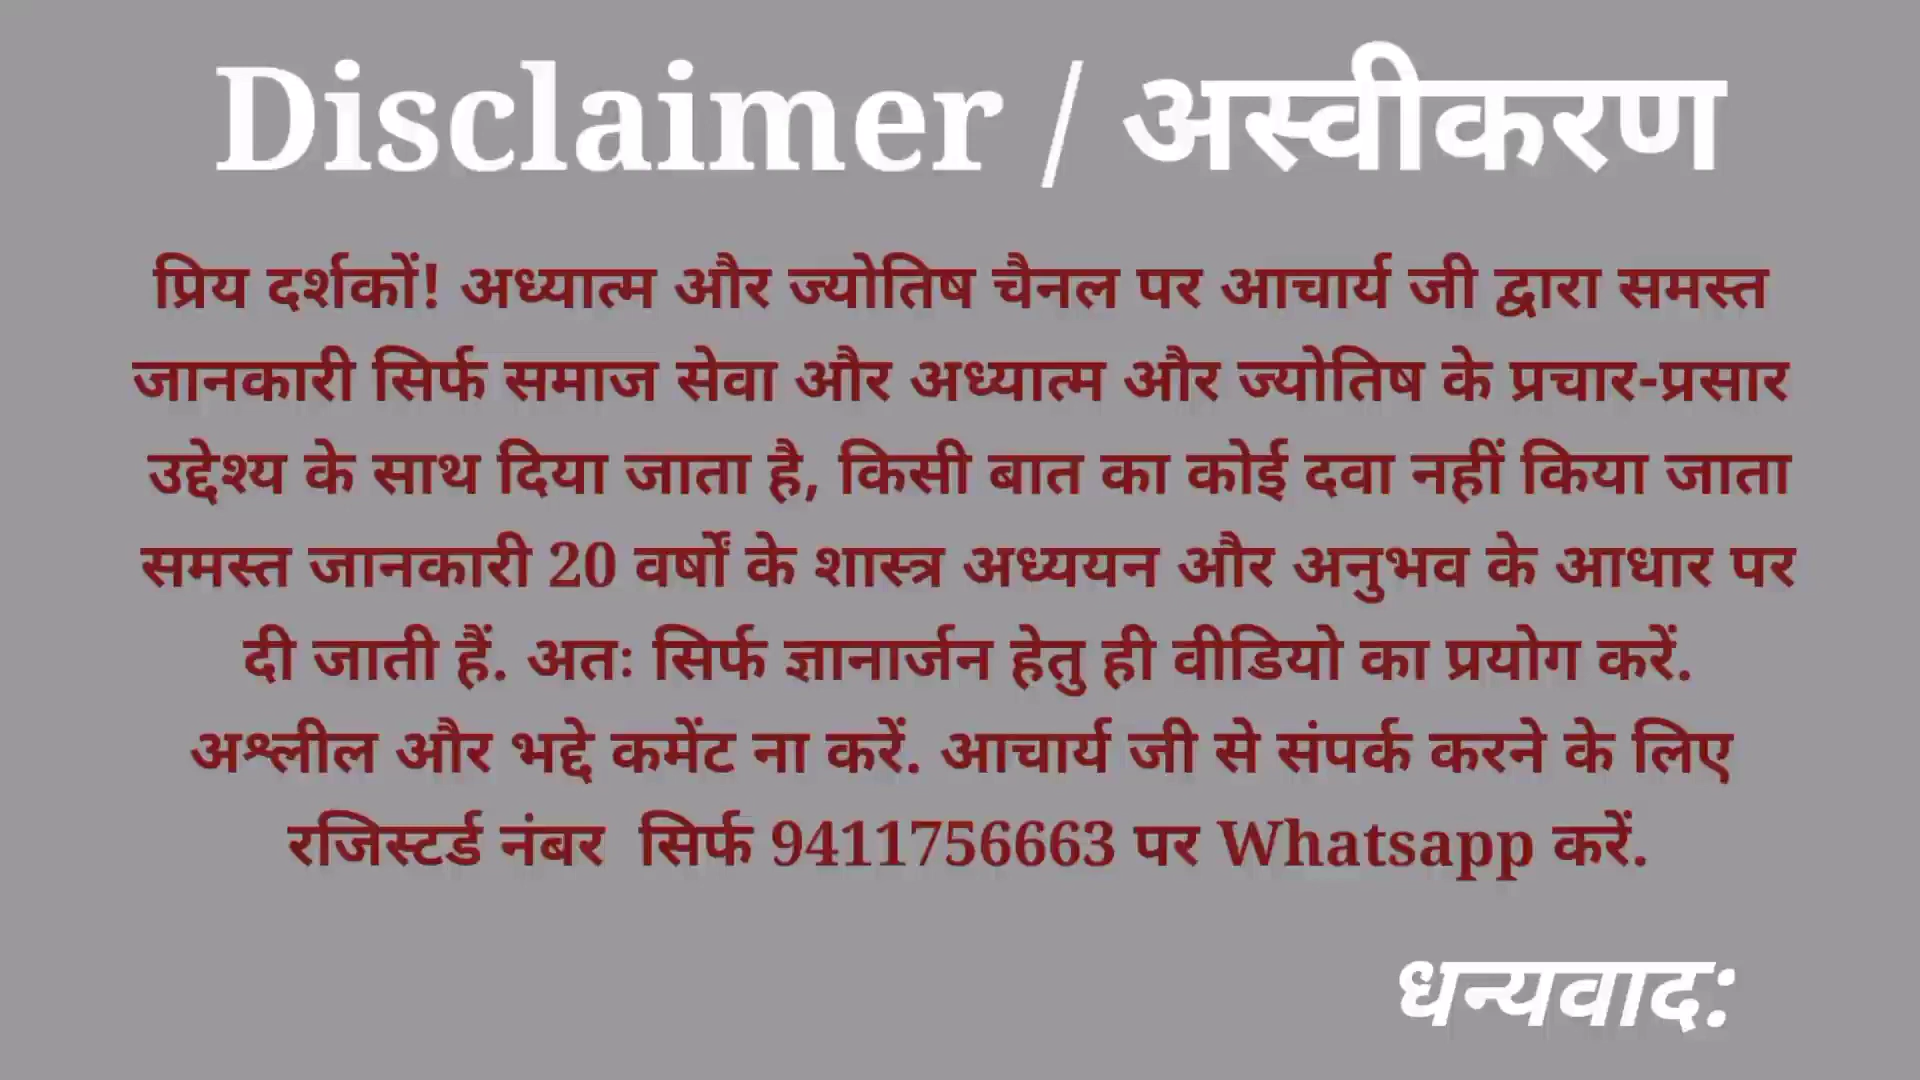 Disclaimer / अस्वीकरण
प्रिय दर्शकों! अध्यात्म और ज्योतिष चैनल पर आचार्य जी द्वारा समस्त
जानकारी सिर्फ समाज सेवा और अध्यात्म और ज्योतिष के प्रचार-प्रसार
उद्देश्य के साथ दिया जाता है, किसी बात का कोई दवा नहीं किया जाता
समस्त जानकारी 20 वर्षों के शास्त्र अध्ययन और अनुभव के आधार पर
दी जाती हैं. अतः सिर्फ ज्ञानार्जन हेतु ही वीडियो का प्रयोग करें.
अश्लील और भद्दे कमेंट ना करें. आचार्य जी से संपर्क करने के लिए
रजिस्टर्ड नंबर सिर्फ 9411756663 पर Whatsapp करें.
धन्यवाद: